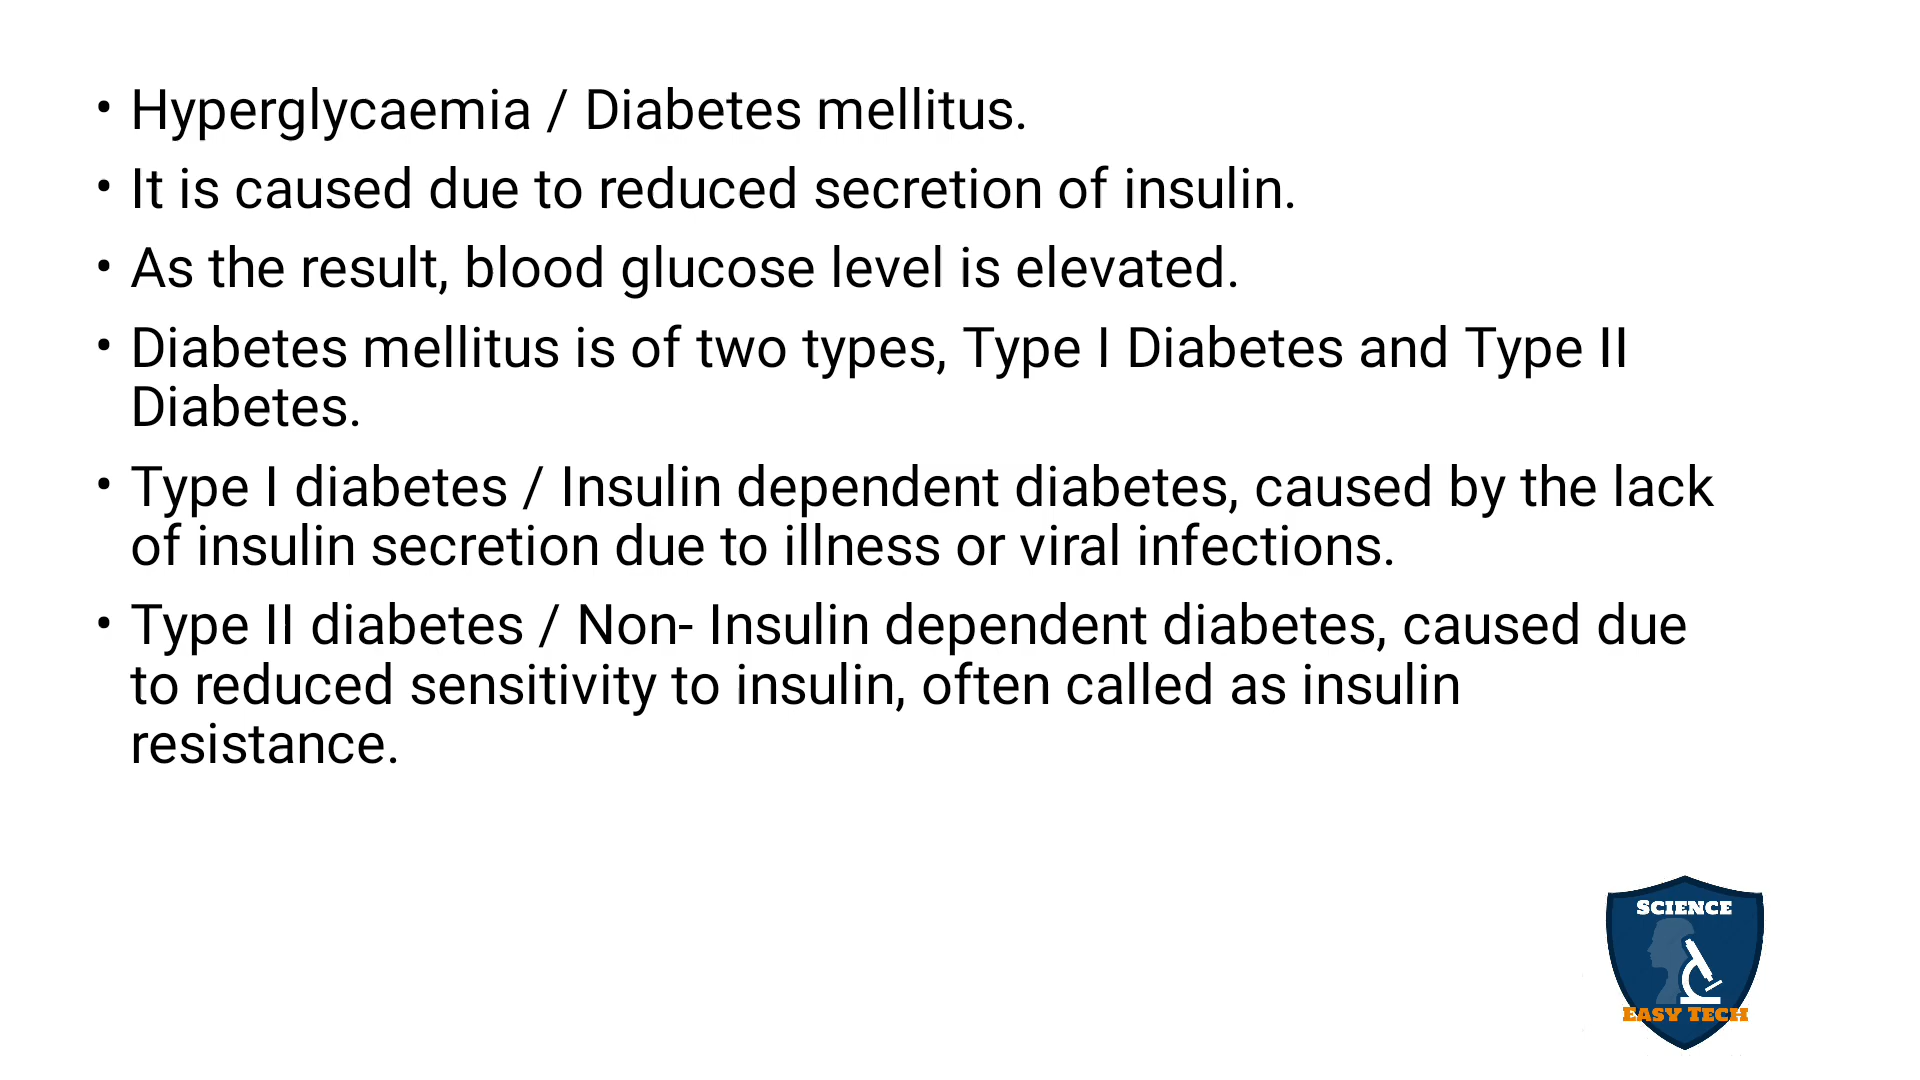 • Hyperglycaemia / Diabetes mellitus.
• It is caused due to reduced secretion of insulin.
• As the result, blood glucose level is elevated.
• Diabetes mellitus is of two types, Type I Diabetes and Type II
Diabetes.
• Type I diabetes / Insulin dependent diabetes, caused by the lack
of insulin secretion due to illness or viral infections.
• Type II diabetes / Non- Insulin dependent diabetes, caused due
to reduced sensitivity to insulin, often called as insulin
resistance.
SCIENCE
EASY TECH